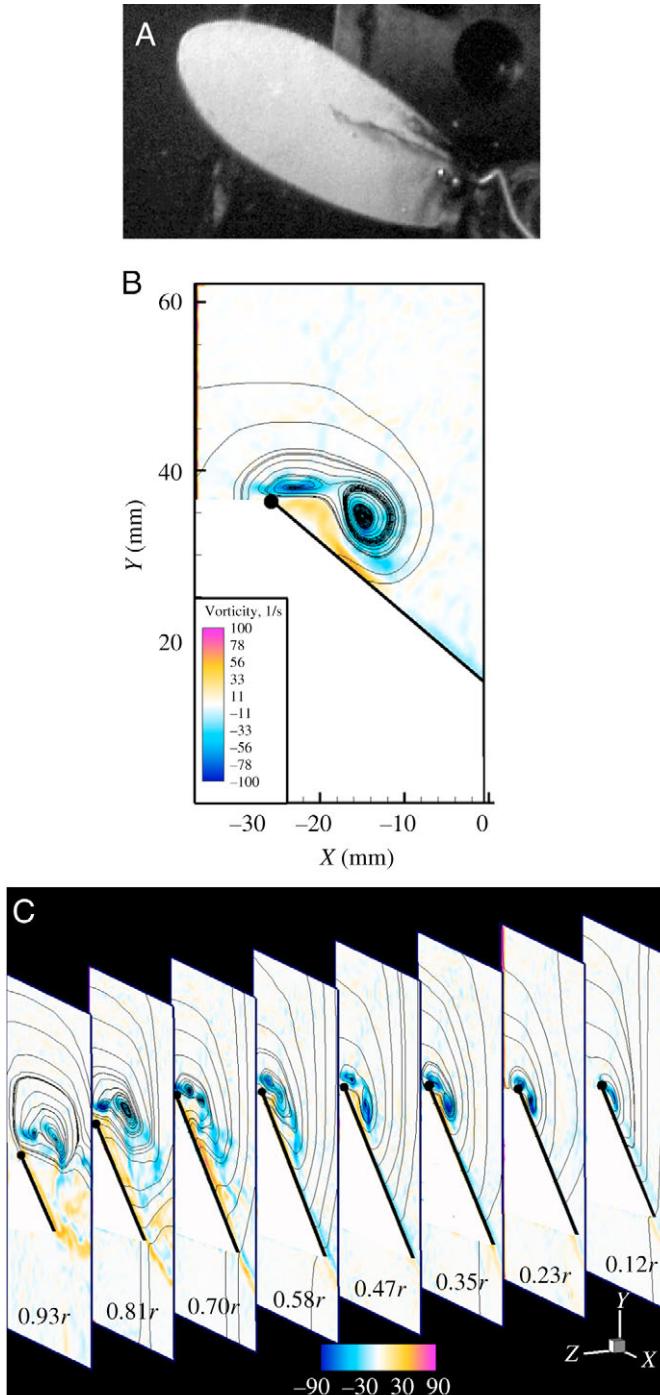 A
B
60
40
Y (mm)
Vorticity, 1/s
100
78
56
33
11
–11
–33
–56
–78
–100
20
–30
–20
–10
0
X (mm)
C
0.93r
0.81r
0.70r
0.58r
0.47r
0.35r
0.23r
0.12r
Y
Z
X
–90 –30 30 90